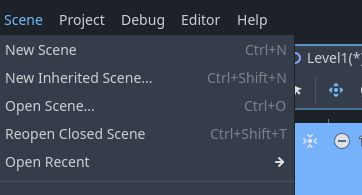 Scene Project Debug Editor Help
New Scene Ctrl+N
Level1(*)
New Inherited Scene... Ctrl+Shift+N
Open Scene... Ctrl+O
Reopen Closed Scene Ctrl+Shift+T
Open Recent